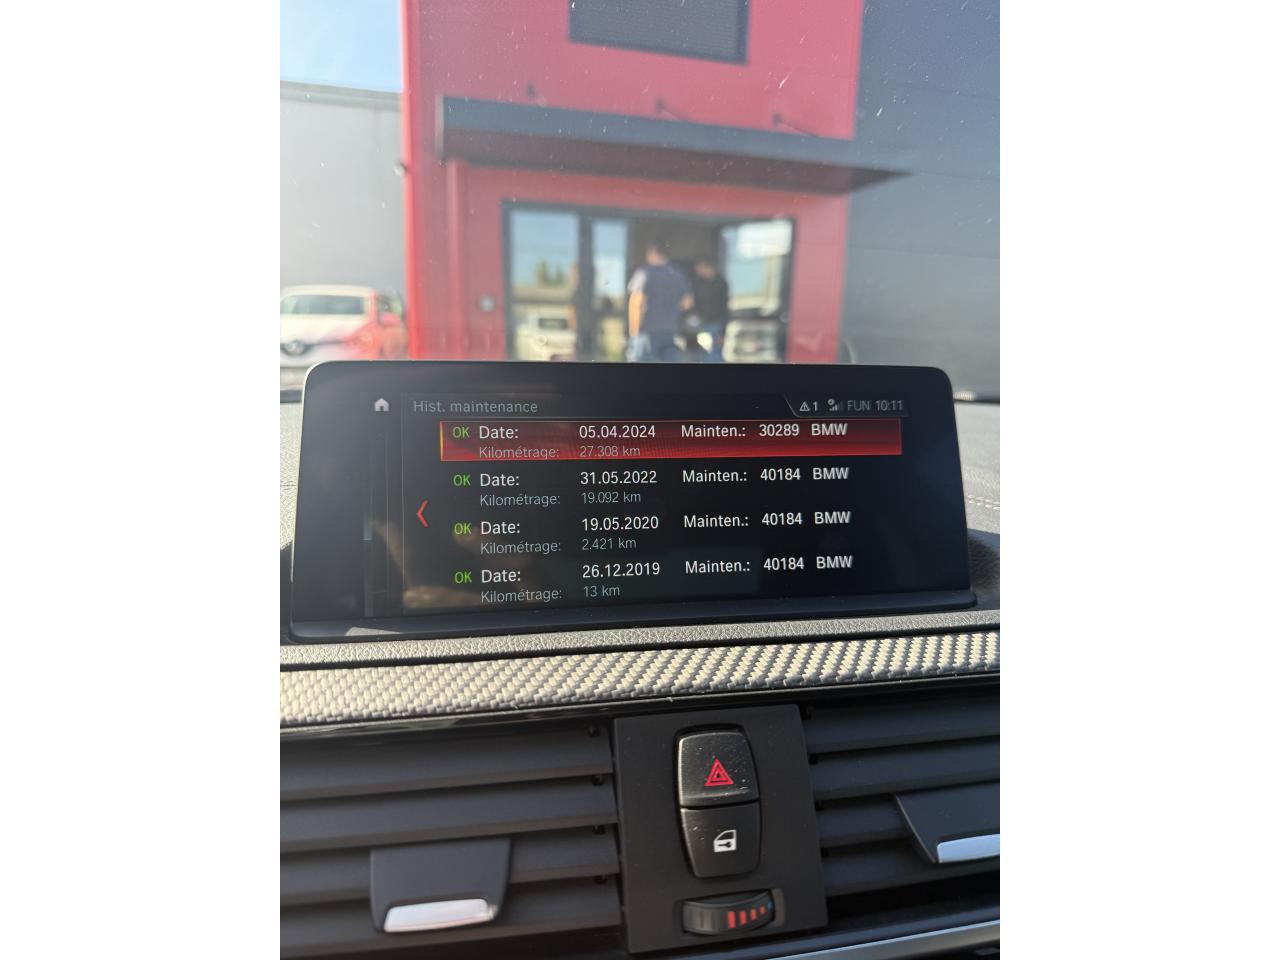 Hist. maintenance 1 FUN 10:11
OK Date: 05.04.2024 Mainten.: 30289 BMW
Kilométrage: 27.308 km
OK Date: 31.05.2022 Mainten.: 40184 BMW
Kilométrage: 19.092 km
OK Date: 19.05.2020 Mainten.: 40184 BMW
Kilométrage: 2.421 km
OK Date: 26.12.2019 Mainten.: 40184 BMW
Kilométrage: 13 km